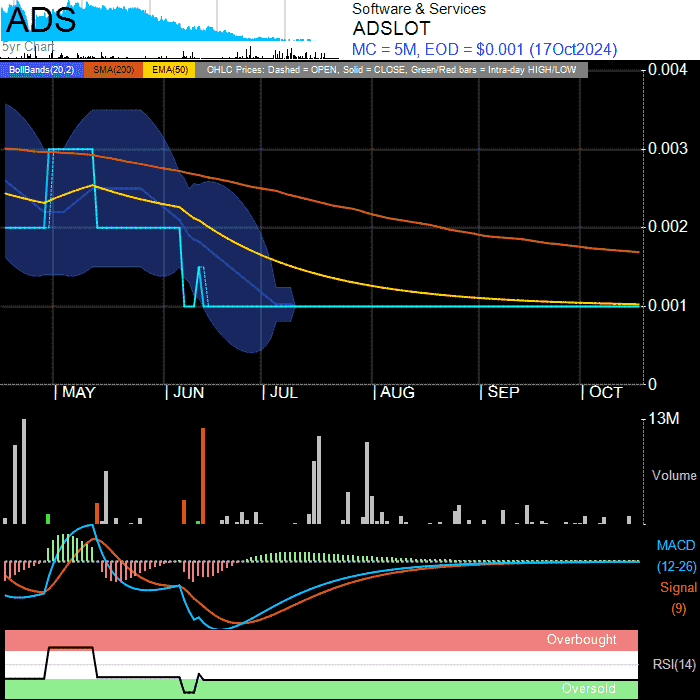 ADS
5yr Chart
Software & Services
ADSLOT
MC = 5M, EOD = $0.001 (17Oct2024)
BollBands(20,2) SMA(200) EMA(50) OHLC Prices: Dashed = OPEN, Solid = CLOSE, Green/Red bars = Intra-day HIGH/LOW
0.004
0.003
0.002
0.001
0
MAY JUN JUL AUG SEP OCT
13M
Volume
MACD
(12-26)
Signal
(9)
Overbought
RSI(14)
Oversold